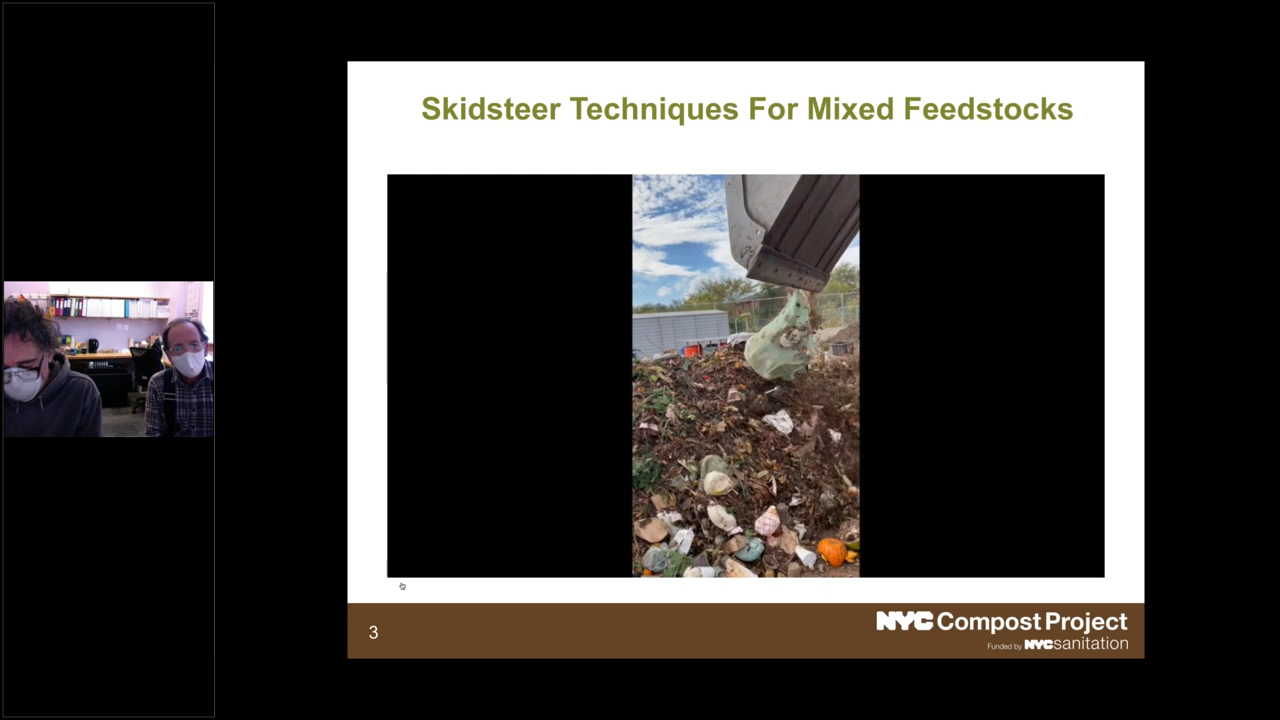 Skidsteer Techniques For Mixed Feedstocks
3
NYC Compost Project
Funded by NYC sanitation